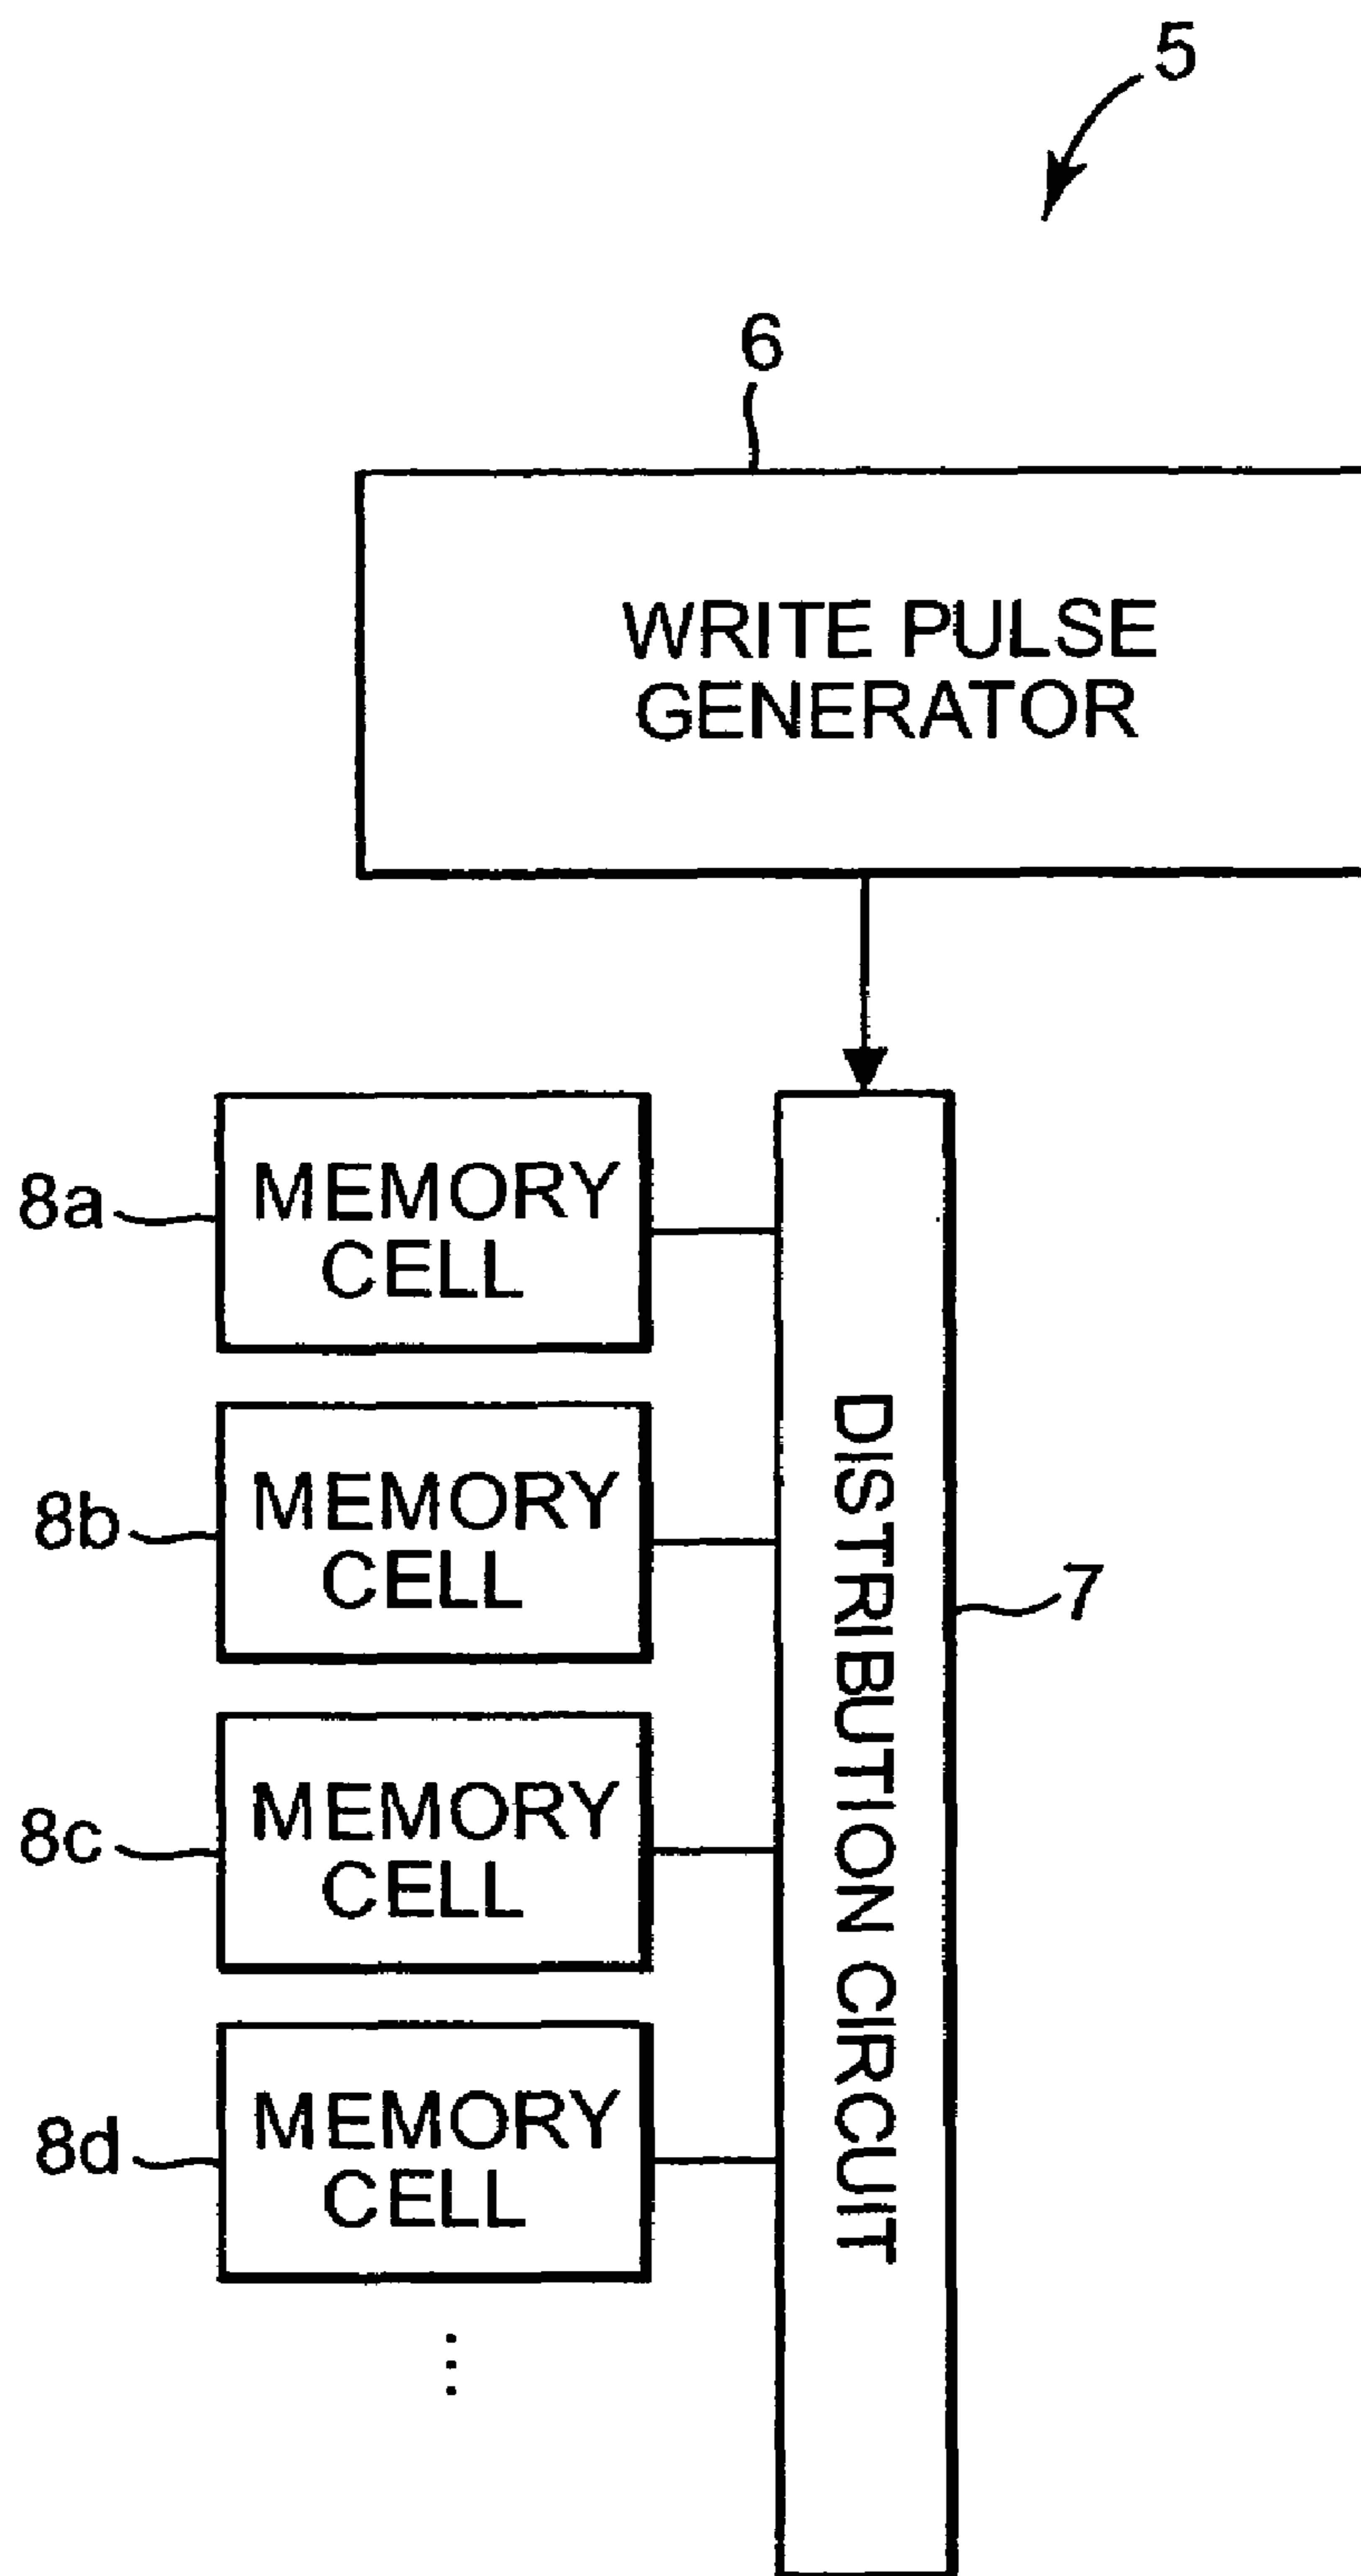 5
6
WRITE PULSE
GENERATOR
8a
MEMORY
CELL
8b
MEMORY
CELL
7
DISTRIBUTION CIRCUIT
8c
MEMORY
CELL
8d
MEMORY
CELL